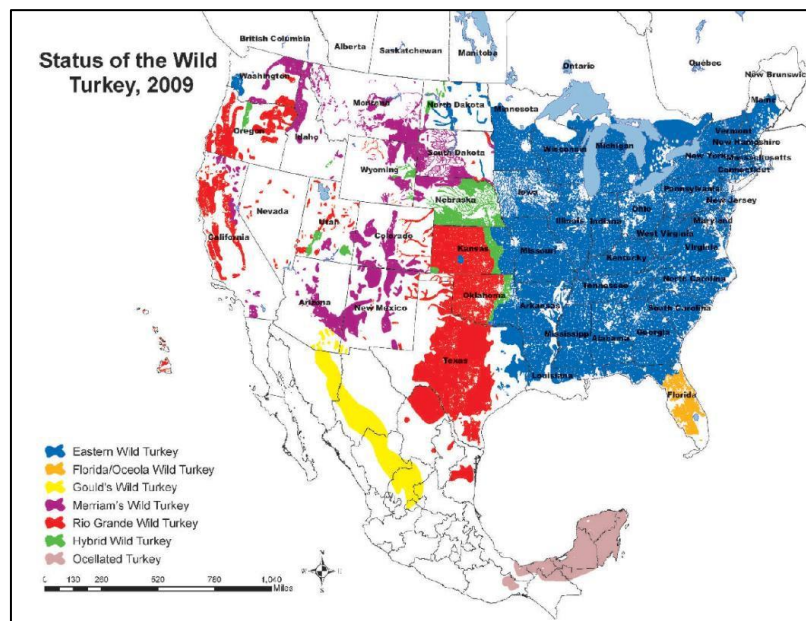 Status of the Wild
Turkey, 2009
British Columbia
Alberta
Saskatchewan
Manitoba
Ontario
Québec
New Brunswick
Washington
Montana
North Dakota
Minnesota
Maine
Oregon
Idaho
Wyoming
South Dakota
Wisconsin
Michigan
Vermont
New Hampshire
New York
Massachusetts
Connecticut
Nevada
Utah
Colorado
Nebraska
Iowa
Illinois
Indiana
Ohio
Pennsylvania
New Jersey
Maryland
California
Kansas
Missouri
West Virginia
Virginia
Kentucky
Arizona
New Mexico
Oklahoma
Arkansas
Tennessee
North Carolina
South Carolina
Texas
Louisiana
Mississippi
Alabama
Georgia
Florida
Eastern Wild Turkey
Florida/Oceola Wild Turkey
Gould's Wild Turkey
Merriam's Wild Turkey
Rio Grande Wild Turkey
Hybrid Wild Turkey
Ocellated Turkey
N
0 130 260 520 780 1,040
Miles